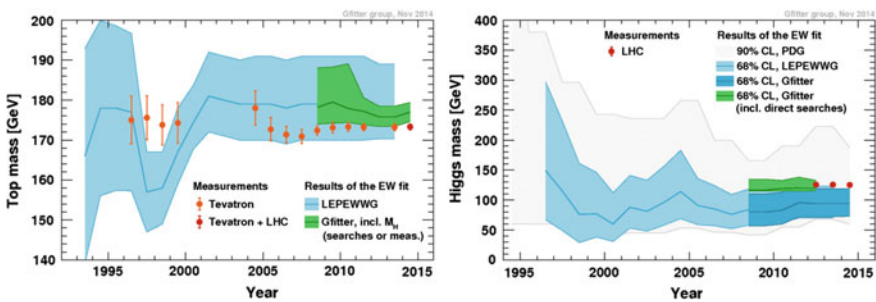 Gfitter group, Nov 2014
Top mass [GeV]
200
190
180
170
160
150
140
Measurements
Tevatron
Tevatron + LHC
Results of the EW fit
LEPEWWG
Gfitter, incl. M_H
(searches or meas.)
1995
2000
2005
2010
2015
Year
Gfitter group, Nov 2014
Higgs mass [GeV]
400
350
300
250
200
150
100
50
0
Measurements
LHC
Results of the EW fit
90% CL, PDG
68% CL, LEPEWWG
68% CL, Gfitter
68% CL, Gfitter
(incl. direct searches)
1995
2000
2005
2010
2015
Year